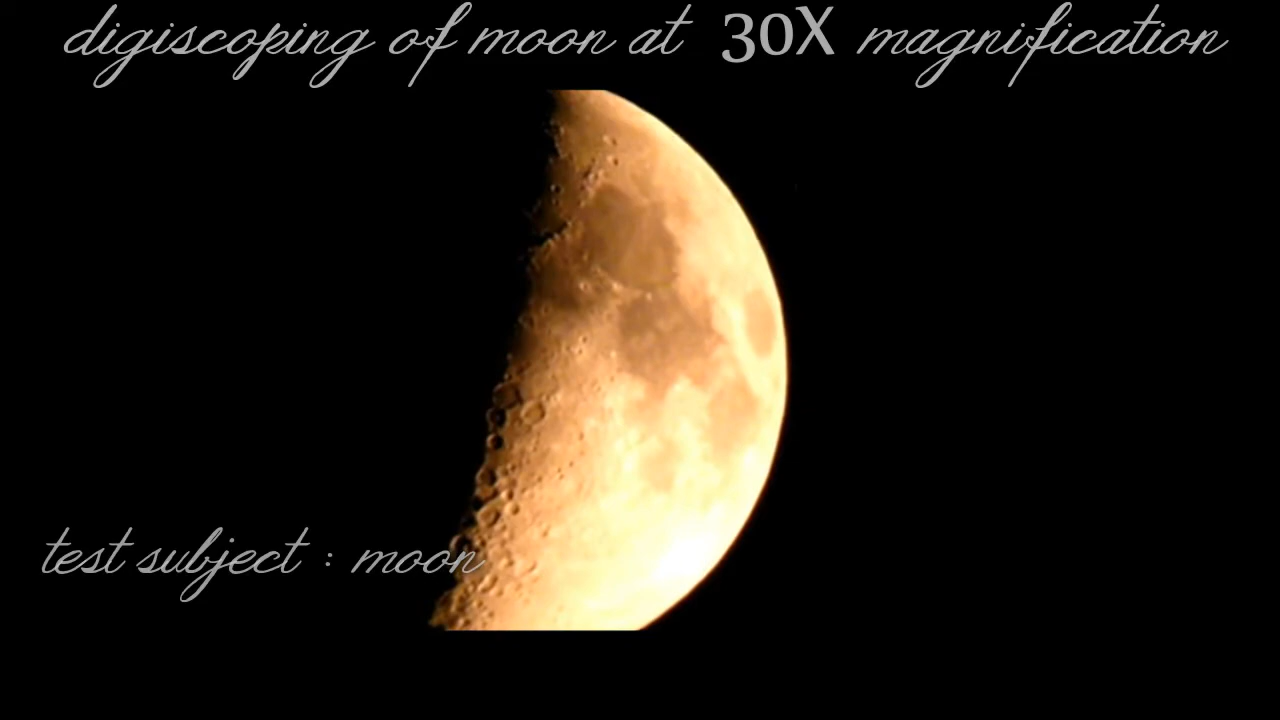 digiscoping of moon at 30X magnification
test subject : moon